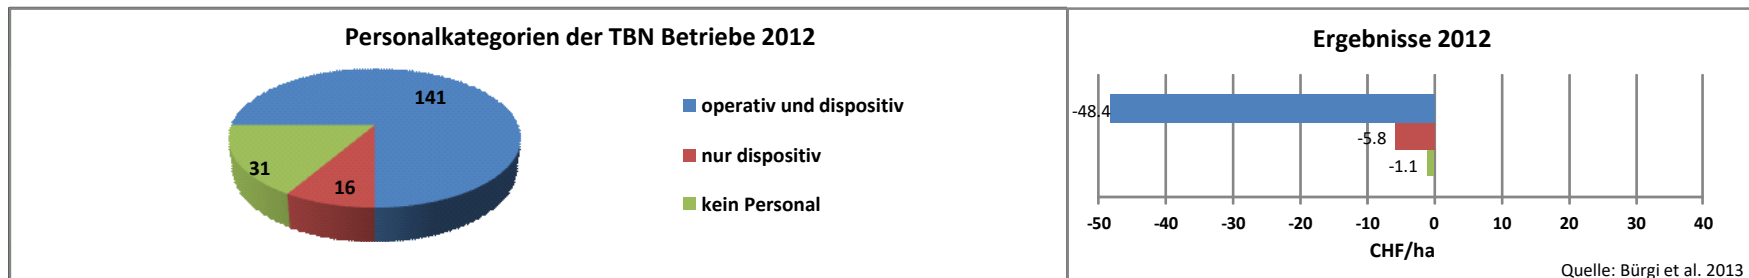 Personalkategorien der TBN Betriebe 2012
141
31
16
operativ und dispositiv
nur dispositiv
kein Personal
Ergebnisse 2012
-48.4
-5.8
-1.1
-50 -40 -30 -20 -10 0 10 20 30 40
CHF/ha
Quelle: Bürgi et al. 2013